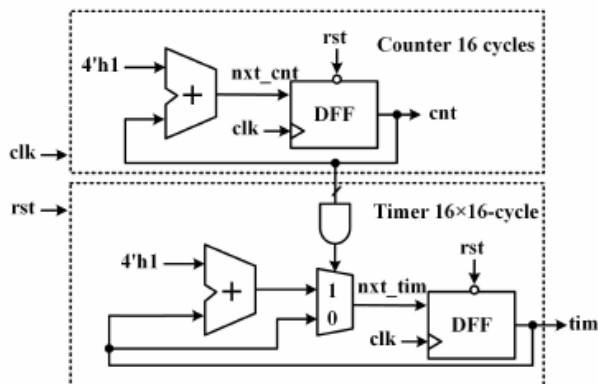 rst
Counter 16 cycles
4'h1
nxt_cnt
+
DFF
cnt
clk
clk
rst
Timer 16×16-cycle
4'h1
rst
+
1
nxt_tim
0
DFF
tim
clk